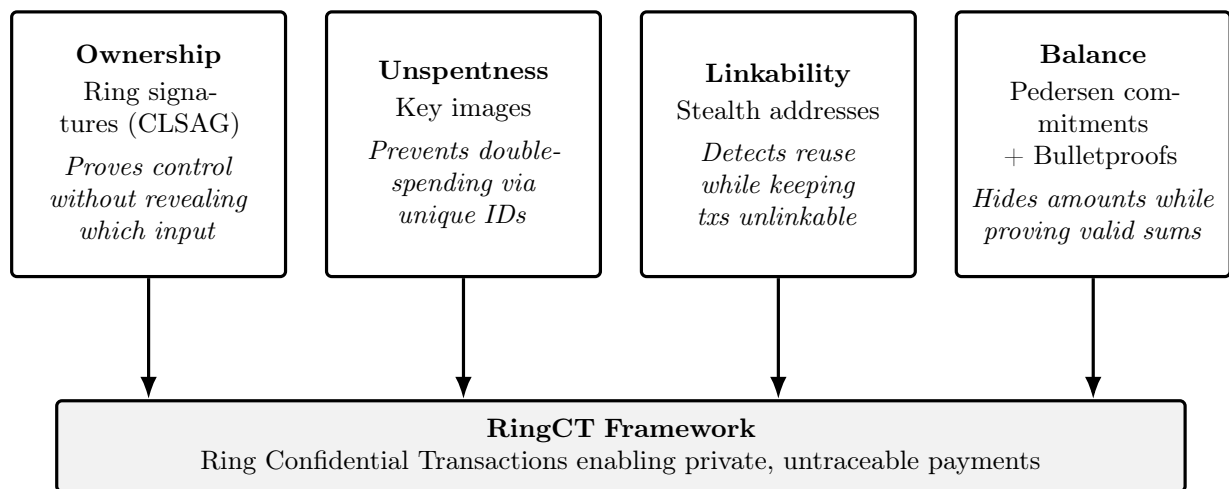 Ownership
Ring signa-
tures (CLSAG)
Proves control
without revealing
which input
Unspentness
Key images
Prevents double-
spending via
unique IDs
Linkability
Stealth addresses
Detects reuse
while keeping
txs unlinkable
Balance
Pedersen com-
mitments
+ Bulletproofs
Hides amounts while
proving valid sums
RingCT Framework
Ring Confidential Transactions enabling private, untraceable payments